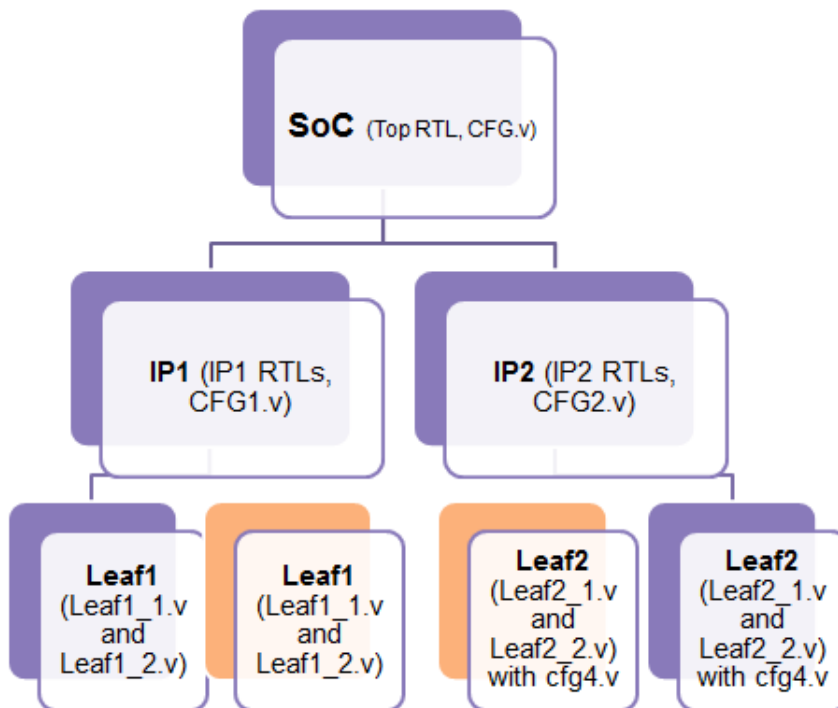 SoC (Top RTL, CFG.v)
IP1 (IP1 RTLs,
CFG1.v)
IP2 (IP2 RTLs,
CFG2.v)
Leaf1
(Leaf1_1.v
and
Leaf1_2.v)
Leaf1
(Leaf1_1.v
and
Leaf1_2.v)
Leaf2
(Leaf2_1.v
and
Leaf2_2.v)
with cfg4.v
Leaf2
(Leaf2_1.v
and
Leaf2_2.v)
with cfg4.v